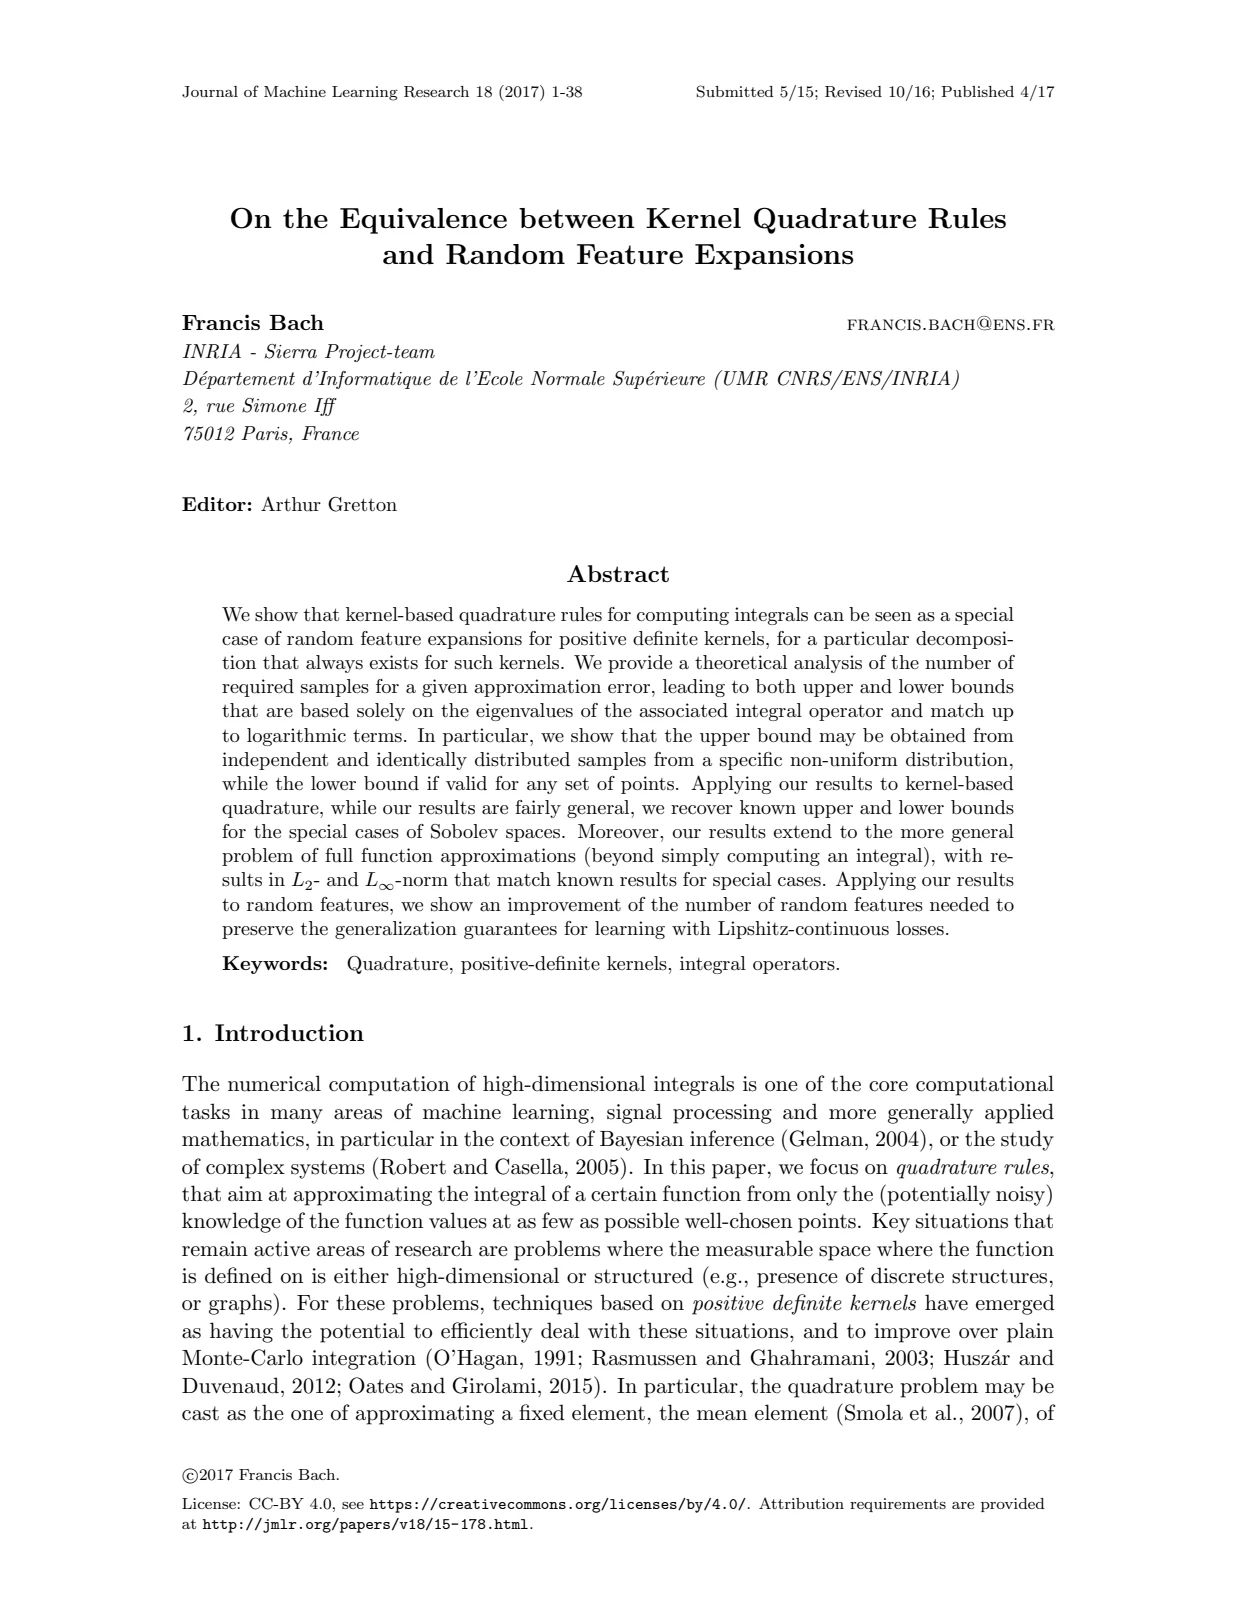 Journal of Machine Learning Research 18 (2017) 1-38 Submitted 5/15; Revised 10/16; Published 4/17
On the Equivalence between Kernel Quadrature Rules
and Random Feature Expansions
Francis Bach francis.bach@ens.fr
INRIA - Sierra Project-team
Département d'Informatique de l'Ecole Normale Supérieure (UMR CNRS/ENS/INRIA)
2, rue Simone Iff
75012 Paris, France
Editor: Arthur Gretton
Abstract
We show that kernel-based quadrature rules for computing integrals can be seen as a special
case of random feature expansions for positive definite kernels, for a particular decomposi-
tion that always exists for such kernels. We provide a theoretical analysis of the number of
required samples for a given approximation error, leading to both upper and lower bounds
that are based solely on the eigenvalues of the associated integral operator and match up
to logarithmic terms. In particular, we show that the upper bound may be obtained from
independent and identically distributed samples from a specific non-uniform distribution,
while the lower bound if valid for any set of points. Applying our results to kernel-based
quadrature, while our results are fairly general, we recover known upper and lower bounds
for the special cases of Sobolev spaces. Moreover, our results extend to the more general
problem of full function approximations (beyond simply computing an integral), with re-
sults in L₂- and L∞-norm that match known results for special cases. Applying our results
to random features, we show an improvement of the number of random features needed to
preserve the generalization guarantees for learning with Lipshitz-continuous losses.
Keywords: Quadrature, positive-definite kernels, integral operators.
1. Introduction
The numerical computation of high-dimensional integrals is one of the core computational
tasks in many areas of machine learning, signal processing and more generally applied
mathematics, in particular in the context of Bayesian inference (Gelman, 2004), or the study
of complex systems (Robert and Casella, 2005). In this paper, we focus on quadrature rules,
that aim at approximating the integral of a certain function from only the (potentially noisy)
knowledge of the function values at as few as possible well-chosen points. Key situations that
remain active areas of research are problems where the measurable space where the function
is defined on is either high-dimensional or structured (e.g., presence of discrete structures,
or graphs). For these problems, techniques based on positive definite kernels have emerged
as having the potential to efficiently deal with these situations, and to improve over plain
Monte-Carlo integration (O'Hagan, 1991; Rasmussen and Ghahramani, 2003; Huszár and
Duvenaud, 2012; Oates and Girolami, 2015). In particular, the quadrature problem may be
cast as the one of approximating a fixed element, the mean element (Smola et al., 2007), of
©2017 Francis Bach.
License: CC-BY 4.0, see https://creativecommons.org/licenses/by/4.0/. Attribution requirements are provided
at http://jmlr.org/papers/v18/15-178.html.